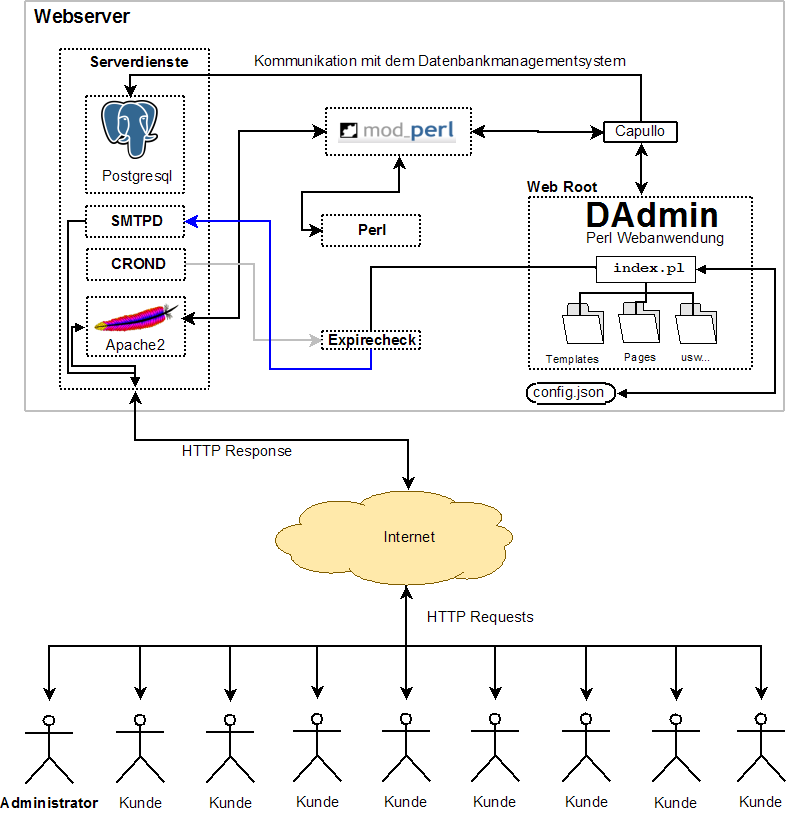 Webserver
Serverdienste
Kommunikation mit dem Datenbankmanagementsystem
mod_perl
Capullo
Postgresql
Web Root
DAdmin
Perl Webanwendung
SMTPD
Perl
CROND
index.pl
Apache2
Expirecheck
Templates
Pages
usw...
config.json
HTTP Response
Internet
HTTP Requests
Administrator
Kunde
Kunde
Kunde
Kunde
Kunde
Kunde
Kunde
Kunde